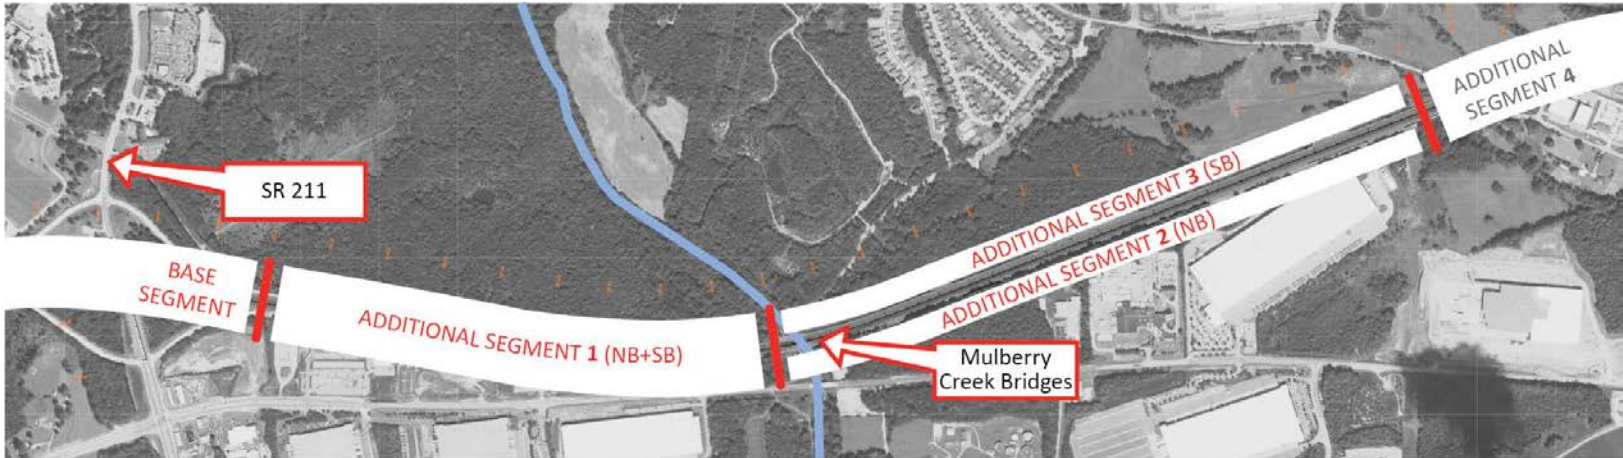 SR 211
BASE
SEGMENT
ADDITIONAL SEGMENT 1 (NB+SB)
ADDITIONAL SEGMENT 3 (SB)
ADDITIONAL SEGMENT 2 (NB)
Mulberry
Creek Bridges
ADDITIONAL
SEGMENT 4